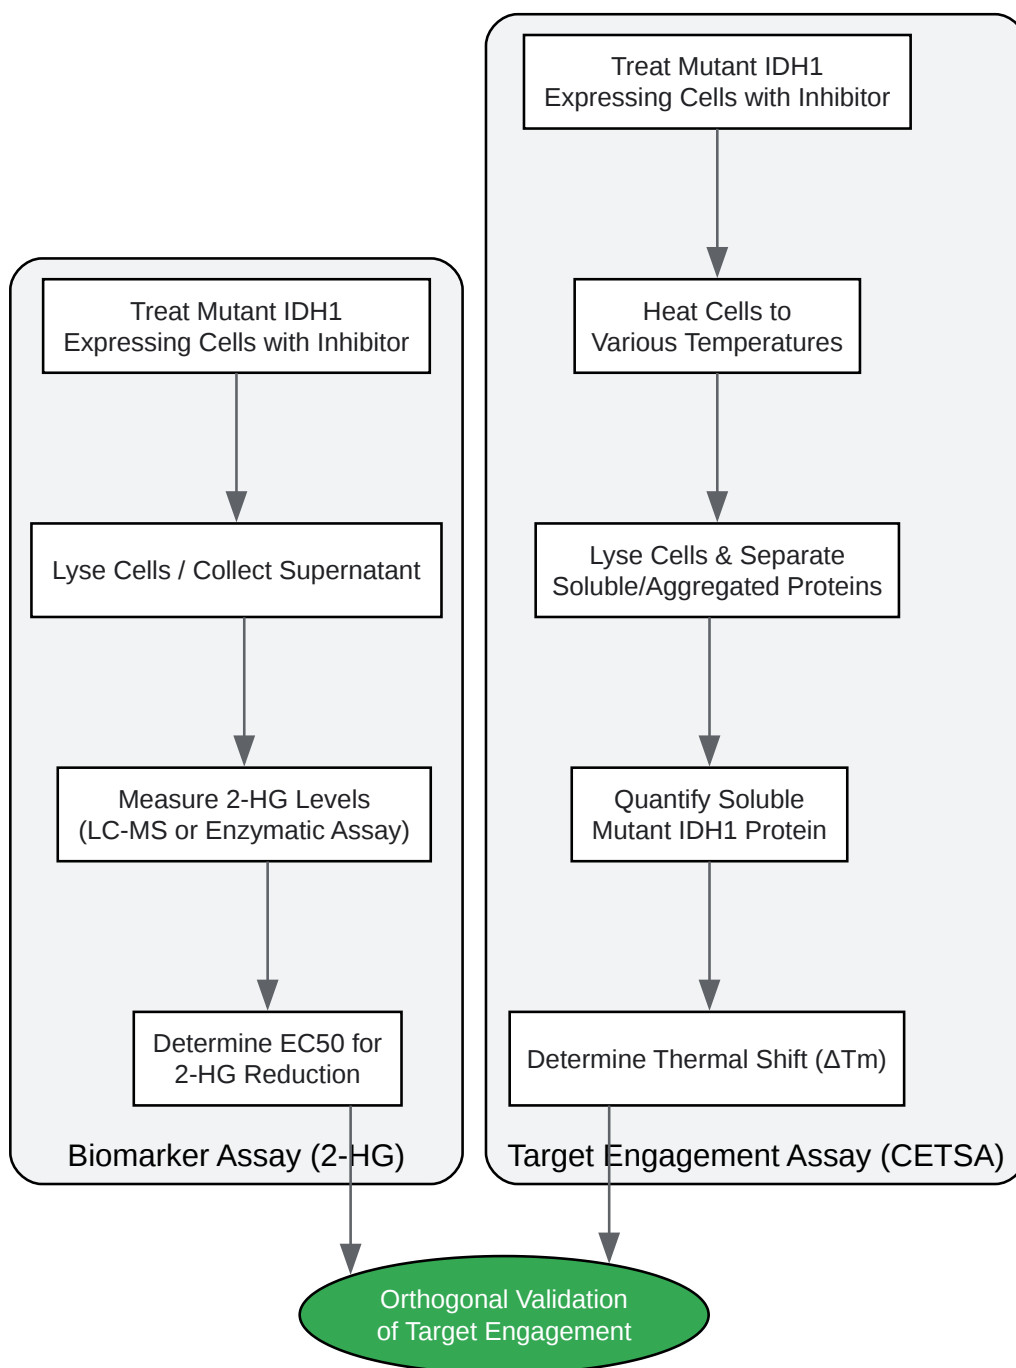 Treat Mutant IDH1
Expressing Cells with Inhibitor
Lyse Cells / Collect Supernatant
Measure 2-HG Levels
(LC-MS or Enzymatic Assay)
Determine EC50 for
2-HG Reduction
Biomarker Assay (2-HG)
Treat Mutant IDH1
Expressing Cells with Inhibitor
Heat Cells to
Various Temperatures
Lyse Cells & Separate
Soluble/Aggregated Proteins
Quantify Soluble
Mutant IDH1 Protein
Determine Thermal Shift (ΔTm)
Target Engagement Assay (CETSA)
Orthogonal Validation
of Target Engagement